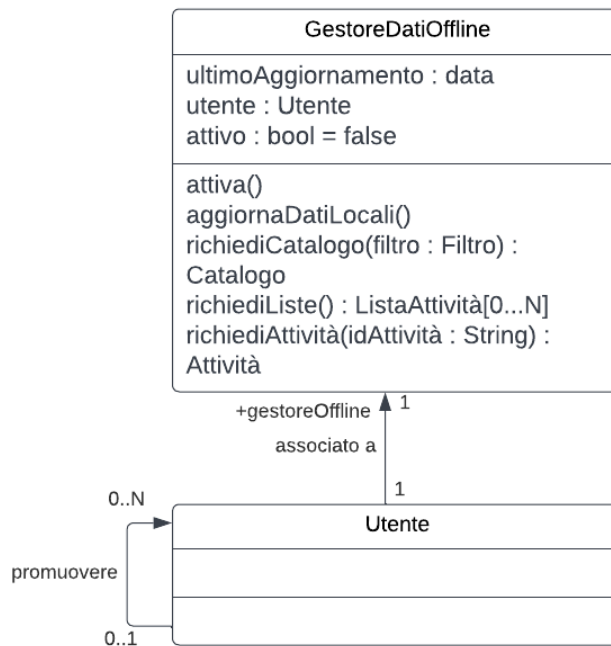 GestoreDatiOffline
ultimoAggiornamento : data
utente : Utente
attivo : bool = false
attiva()
aggiornaDatiLocali()
richiediCatalogo(filtro : Filtro) :
Catalogo
richiediListe() : ListaAttività[0...N]
richiediAttività(idAttività : String) :
Attività
+gestoreOffline
1
associato a
1
0..N
Utente
promuovere
0..1